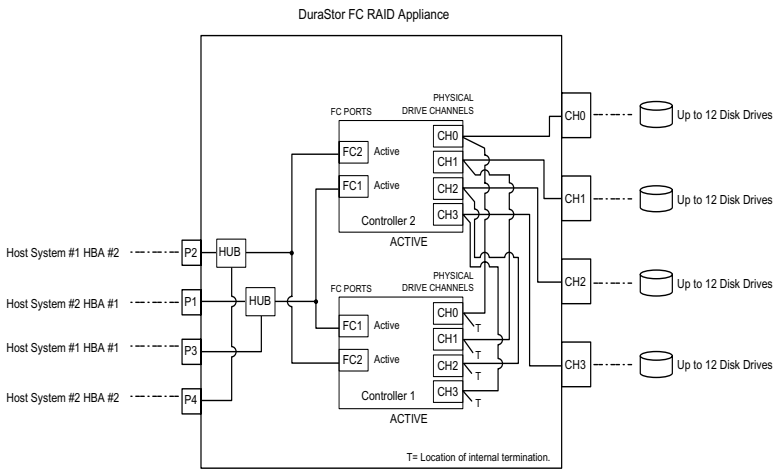 DuraStor FC RAID Appliance
FC PORTS
PHYSICAL
DRIVE CHANNELS
CH0
CH1
CH2
CH3
FC2 Active
FC1 Active
Controller 2
ACTIVE
FC PORTS
PHYSICAL
DRIVE CHANNELS
CH0
T
CH1
T
CH2
T
CH3
T
FC1 Active
FC2 Active
Controller 1
ACTIVE
Host System #1 HBA #2
P2
HUB
Host System #2 HBA #1
P1
HUB
Host System #1 HBA #1
P3
Host System #2 HBA #2
P4
CH0
Up to 12 Disk Drives
CH1
Up to 12 Disk Drives
CH2
Up to 12 Disk Drives
CH3
Up to 12 Disk Drives
T= Location of internal termination.